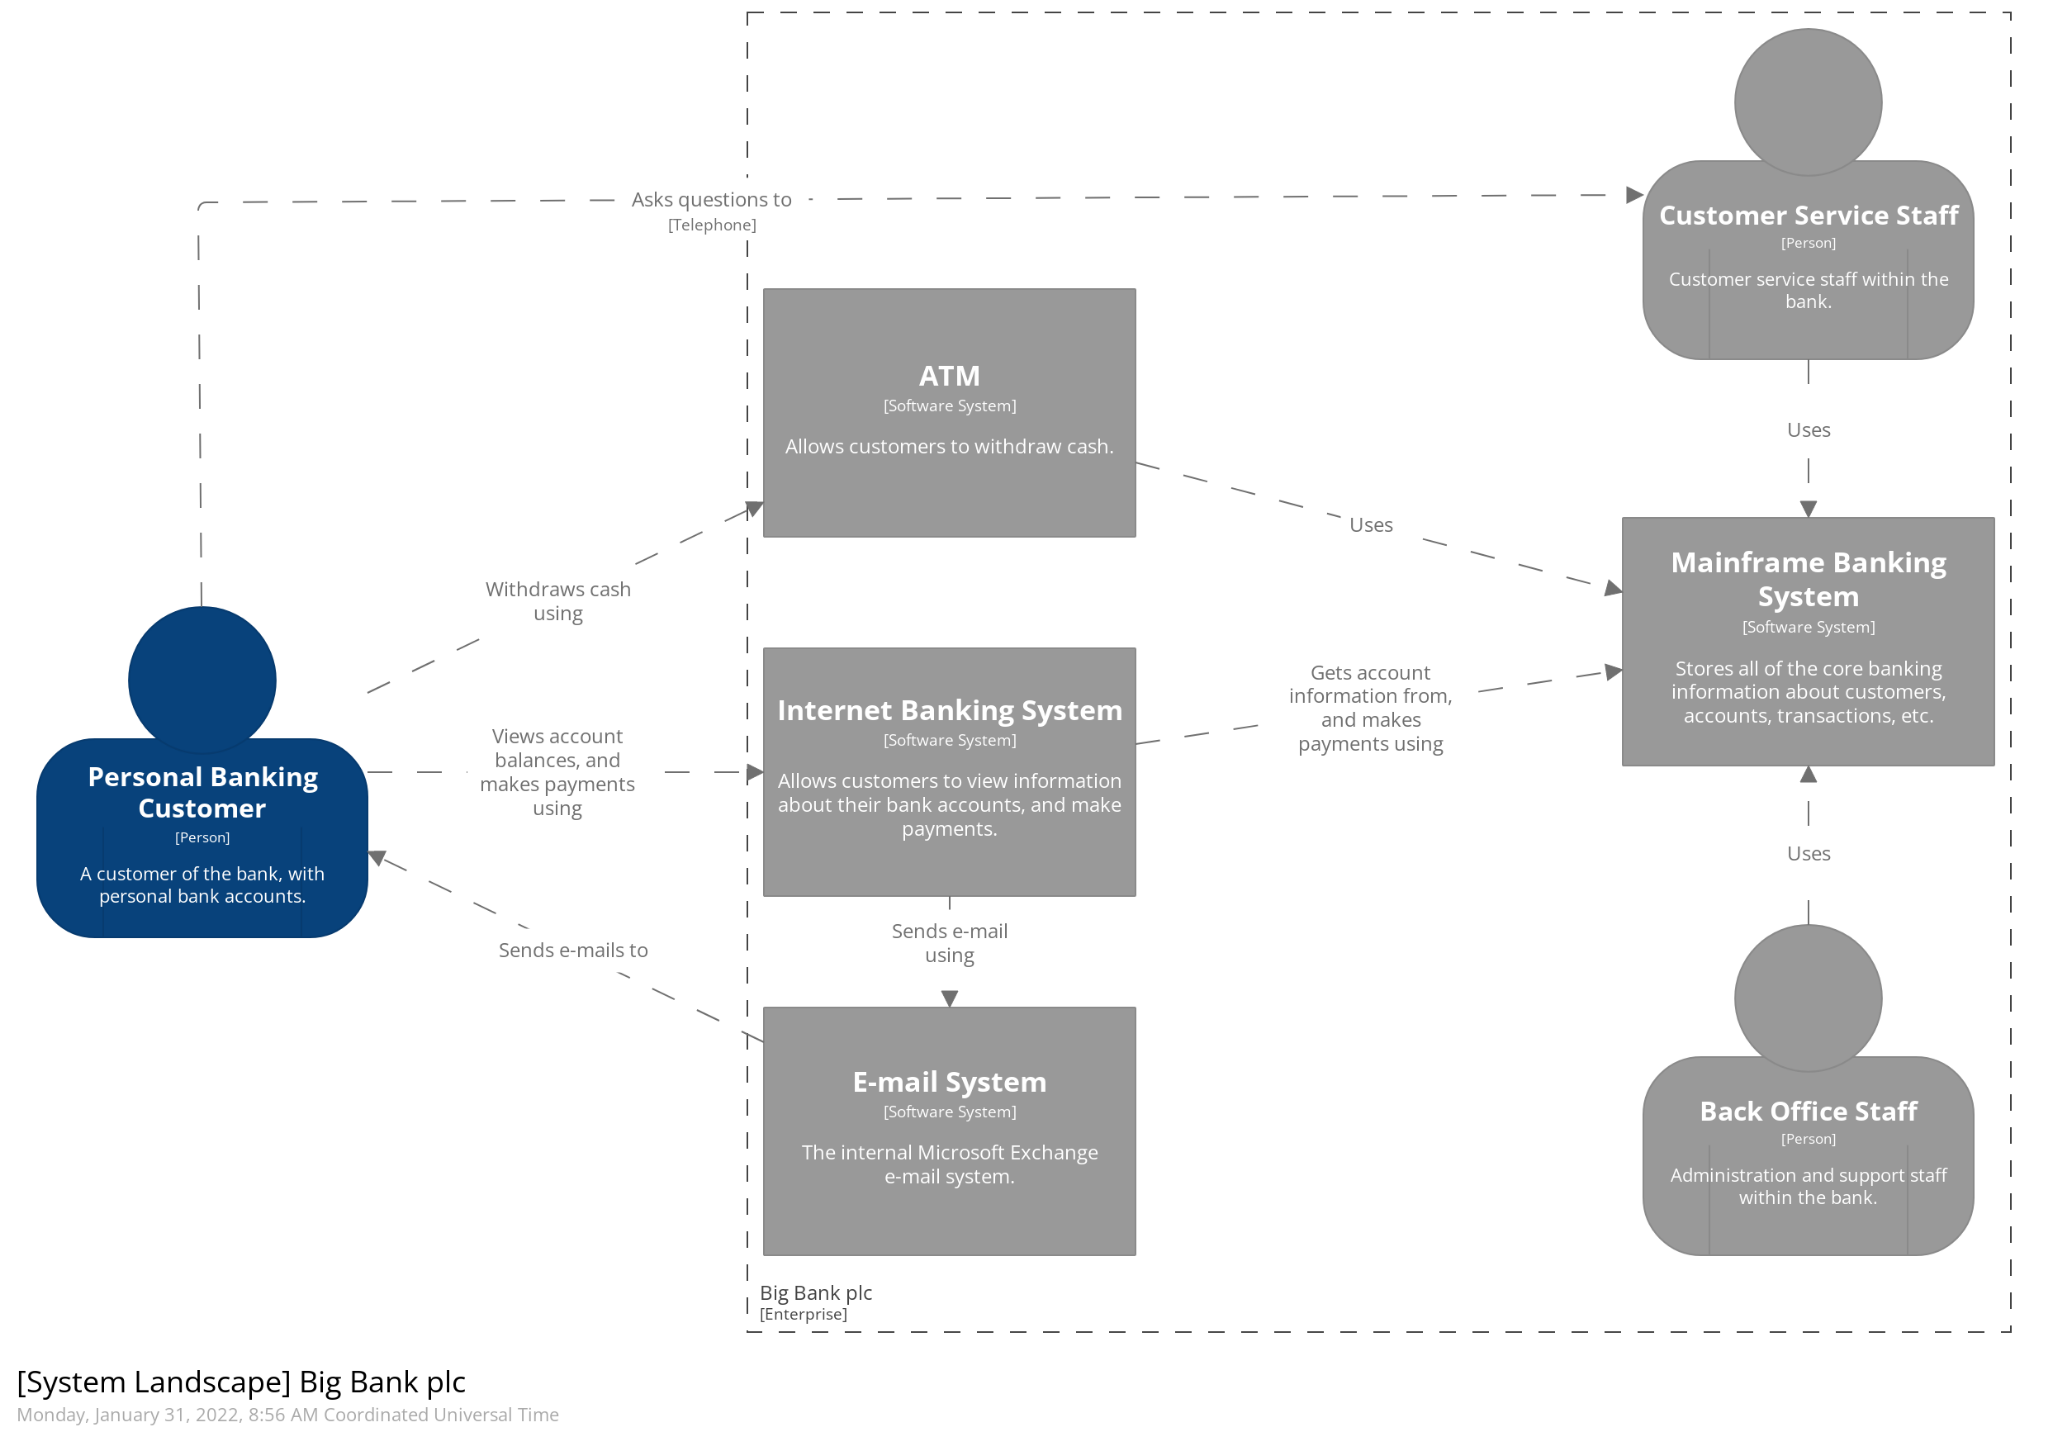 Asks questions to
[Telephone]
Customer Service Staff
[Person]
Customer service staff within the
bank.
ATM
[Software System]
Allows customers to withdraw cash.
Uses
Uses
Withdraws cash
using
Mainframe Banking
System
[Software System]
Stores all of the core banking
information about customers,
accounts, transactions, etc.
Personal Banking
Customer
[Person]
A customer of the bank, with
personal bank accounts.
Views account
balances, and
makes payments
using
Internet Banking System
[Software System]
Allows customers to view information
about their bank accounts, and make
payments.
Gets account
information from,
and makes
payments using
Uses
Sends e-mails to
Sends e-mail
using
E-mail System
[Software System]
The internal Microsoft Exchange
e-mail system.
Back Office Staff
[Person]
Administration and support staff
within the bank.
Big Bank plc
[Enterprise]
[System Landscape] Big Bank plc
Monday, January 31, 2022, 8:56 AM Coordinated Universal Time